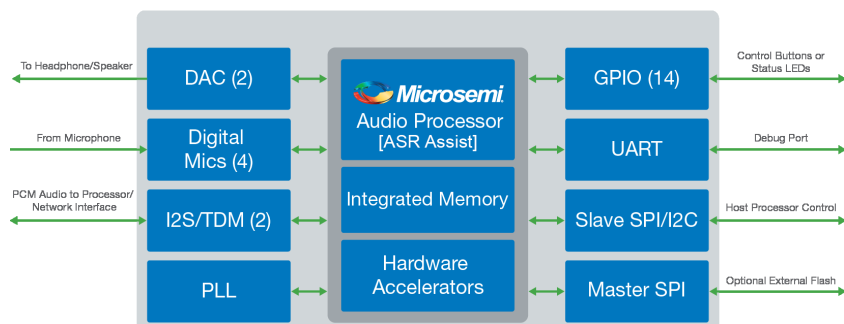 To Headphone/Speaker
From Microphone
PCM Audio to Processor/
Network Interface
DAC (2)
Digital
Mics (4)
I2S/TDM (2)
PLL
Microsemi.
Audio Processor
[ASR Assist]
Integrated Memory
Hardware
Accelerators
GPIO (14)
UART
Slave SPI/I2C
Master SPI
Control Buttons or
Status LEDs
Debug Port
Host Processor Control
Optional External Flash